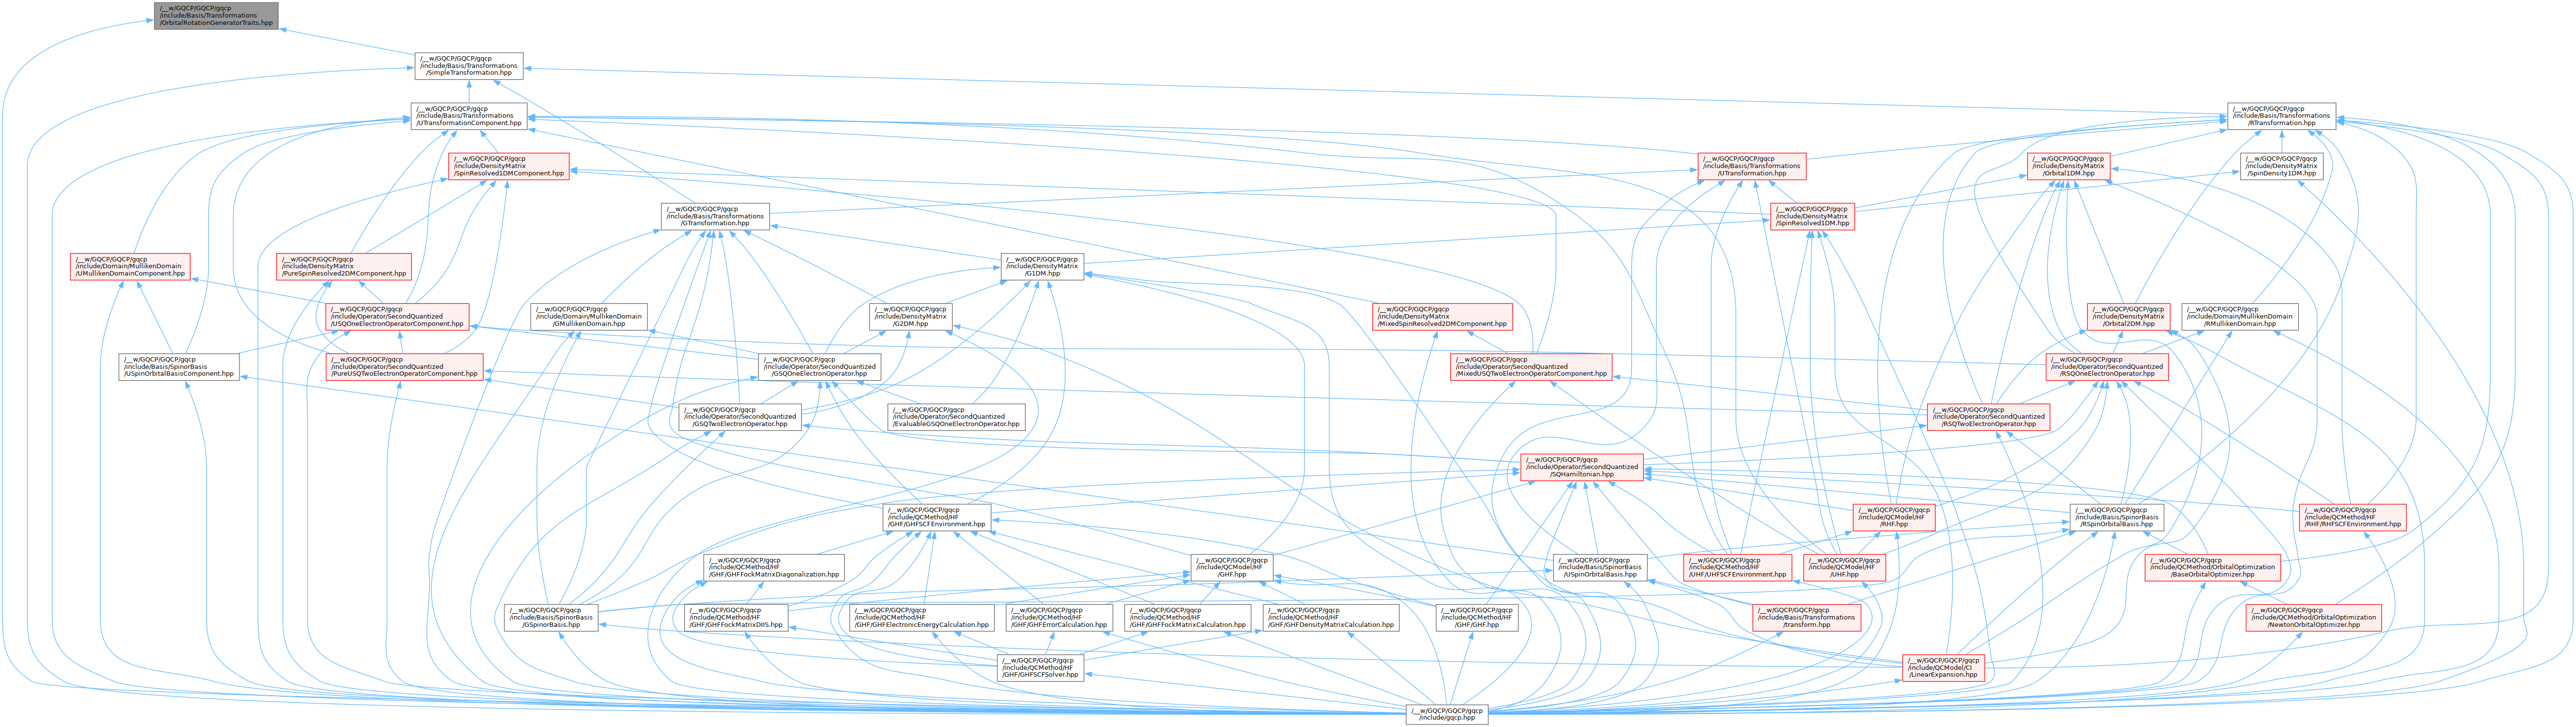 /__w/GQCP/GQCP/gqcp
/include/Basis/Transformations
/OrbitalRotationGeneratorTraits.hpp
/__w/GQCP/GQCP/gqcp
/include/Basis/Transformations
/SimpleTransformation.hpp
/__w/GQCP/GQCP/gqcp
/include/Basis/Transformations
/UTransformationComponent.hpp
/__w/GQCP/GQCP/gqcp
/include/Basis/Transformations
/RTransformation.hpp
/__w/GQCP/GQCP/gqcp
/include/DensityMatrix
/SpinResolved1DMComponent.hpp
/__w/GQCP/GQCP/gqcp
/include/Basis/Transformations
/UTransformation.hpp
/__w/GQCP/GQCP/gqcp
/include/DensityMatrix
/Orbital1DM.hpp
/__w/GQCP/GQCP/gqcp
/include/DensityMatrix
/SpinDensity1DM.hpp
/__w/GQCP/GQCP/gqcp
/include/Basis/Transformations
/GTransformation.hpp
/__w/GQCP/GQCP/gqcp
/include/DensityMatrix
/SpinResolved1DM.hpp
/__w/GQCP/GQCP/gqcp
/include/Domain/MullikenDomain
/UMullikenDomainComponent.hpp
/__w/GQCP/GQCP/gqcp
/include/DensityMatrix
/PureSpinResolved2DMComponent.hpp
/__w/GQCP/GQCP/gqcp
/include/DensityMatrix
/G1DM.hpp
/__w/GQCP/GQCP/gqcp
/include/Operator/SecondQuantized
/USQOneElectronOperatorComponent.hpp
/__w/GQCP/GQCP/gqcp
/include/Domain/MullikenDomain
/GMullikenDomain.hpp
/__w/GQCP/GQCP/gqcp
/include/DensityMatrix
/G2DM.hpp
/__w/GQCP/GQCP/gqcp
/include/DensityMatrix
/MixedSpinResolved2DMComponent.hpp
/__w/GQCP/GQCP/gqcp
/include/DensityMatrix
/Orbital2DM.hpp
/__w/GQCP/GQCP/gqcp
/include/Domain/MullikenDomain
/RMullikenDomain.hpp
/__w/GQCP/GQCP/gqcp
/include/Basis/SpinorBasis
/USpinOrbitalBasisComponent.hpp
/__w/GQCP/GQCP/gqcp
/include/Operator/SecondQuantized
/PureUSQTwoElectronOperatorComponent.hpp
/__w/GQCP/GQCP/gqcp
/include/Operator/SecondQuantized
/GSQOneElectronOperator.hpp
/__w/GQCP/GQCP/gqcp
/include/Operator/SecondQuantized
/MixedUSQTwoElectronOperatorComponent.hpp
/__w/GQCP/GQCP/gqcp
/include/Operator/SecondQuantized
/RSQOneElectronOperator.hpp
/__w/GQCP/GQCP/gqcp
/include/Operator/SecondQuantized
/GSQTwoElectronOperator.hpp
/__w/GQCP/GQCP/gqcp
/include/Operator/SecondQuantized
/EvaluableGSQOneElectronOperator.hpp
/__w/GQCP/GQCP/gqcp
/include/Operator/SecondQuantized
/RSQTwoElectronOperator.hpp
/__w/GQCP/GQCP/gqcp
/include/Operator/SecondQuantized
/SQHamiltonian.hpp
/__w/GQCP/GQCP/gqcp
/include/QCMethod/HF
/GHF/GHFSCFEnvironment.hpp
/__w/GQCP/GQCP/gqcp
/include/QCModel/HF
/RHF.hpp
/__w/GQCP/GQCP/gqcp
/include/Basis/SpinorBasis
/RSpinOrbitalBasis.hpp
/__w/GQCP/GQCP/gqcp
/include/QCMethod/HF
/RHF/RHFSCFEnvironment.hpp
/__w/GQCP/GQCP/gqcp
/include/QCMethod/HF
/GHF/GHFFockMatrixDiagonalization.hpp
/__w/GQCP/GQCP/gqcp
/include/QCModel/HF
/GHF.hpp
/__w/GQCP/GQCP/gqcp
/include/Basis/SpinorBasis
/USpinOrbitalBasis.hpp
/__w/GQCP/GQCP/gqcp
/include/QCMethod/HF
/UHF/UHFSCFEnvironment.hpp
/__w/GQCP/GQCP/gqcp
/include/QCModel/HF
/UHF.hpp
/__w/GQCP/GQCP/gqcp
/include/QCMethod/OrbitalOptimization
/BaseOrbitalOptimizer.hpp
/__w/GQCP/GQCP/gqcp
/include/Basis/SpinorBasis
/GSpinorBasis.hpp
/__w/GQCP/GQCP/gqcp
/include/QCMethod/HF
/GHF/GHFFockMatrixDIIS.hpp
/__w/GQCP/GQCP/gqcp
/include/QCMethod/HF
/GHF/GHFElectronicEnergyCalculation.hpp
/__w/GQCP/GQCP/gqcp
/include/QCMethod/HF
/GHF/GHFErrorCalculation.hpp
/__w/GQCP/GQCP/gqcp
/include/QCMethod/HF
/GHF/GHFFockMatrixCalculation.hpp
/__w/GQCP/GQCP/gqcp
/include/QCMethod/HF
/GHF/GHFDensityMatrixCalculation.hpp
/__w/GQCP/GQCP/gqcp
/include/QCMethod/HF
/GHF/GHF.hpp
/__w/GQCP/GQCP/gqcp
/include/Basis/Transformations
/transform.hpp
/__w/GQCP/GQCP/gqcp
/include/QCMethod/OrbitalOptimization
/NewtonOrbitalOptimizer.hpp
/__w/GQCP/GQCP/gqcp
/include/QCMethod/HF
/GHF/GHFSCFSolver.hpp
/__w/GQCP/GQCP/gqcp
/include/QCModel/CI
/LinearExpansion.hpp
/__w/GQCP/GQCP/gqcp
/include/gqcp.hpp